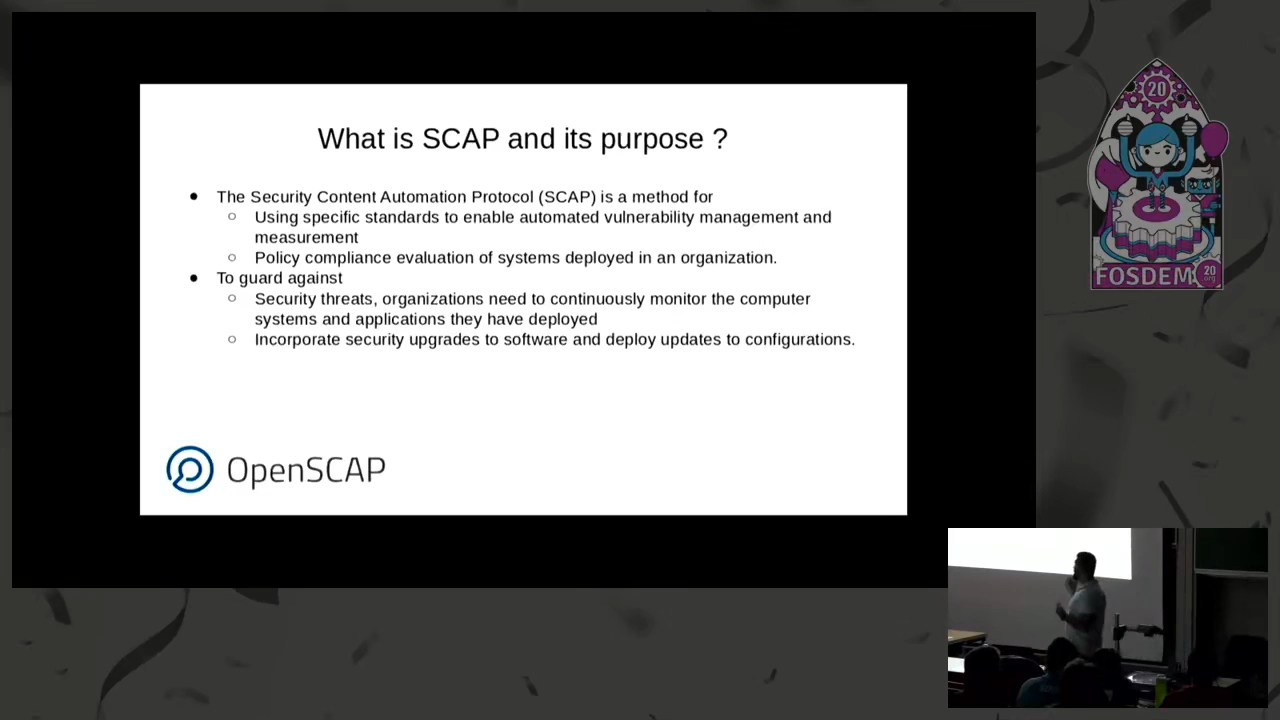 What is SCAP and its purpose ?
● The Security Content Automation Protocol (SCAP) is a method for
○ Using specific standards to enable automated vulnerability management and
measurement
○ Policy compliance evaluation of systems deployed in an organization.
● To guard against
○ Security threats, organizations need to continuously monitor the computer
systems and applications they have deployed
○ Incorporate security upgrades to software and deploy updates to configurations.
OpenSCAP
20
FOSDEM 20
.org